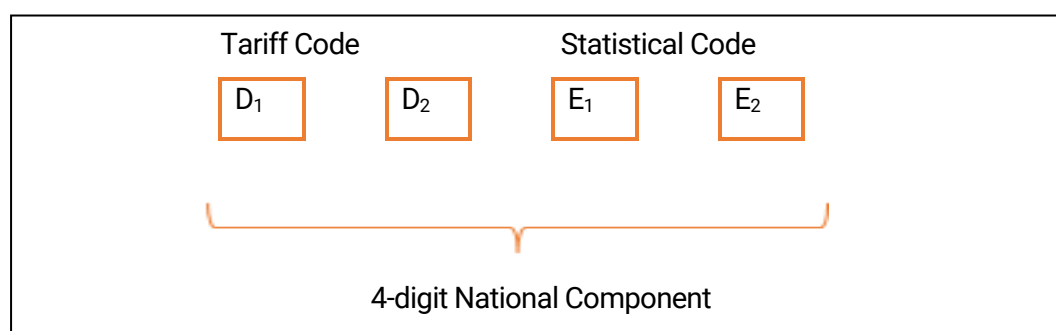 Tariff Code Statistical Code
D₁ D₂ E₁ E₂
4-digit National Component